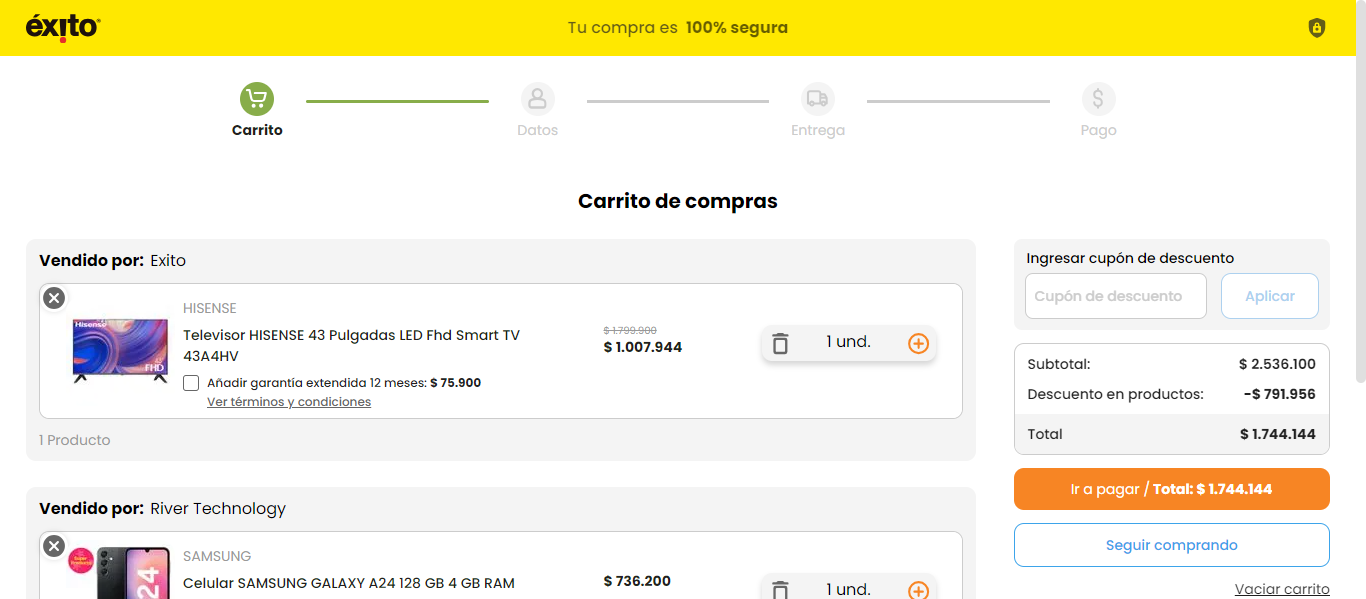 éxito
Tu compra es 100% segura
Carrito
Datos
Entrega
Pago
Carrito de compras
Vendido por: Exito
HISENSE
Televisor HISENSE 43 Pulgadas LED Fhd Smart TV
43A4HV
Añadir garantía extendida 12 meses: $ 75.900
Ver términos y condiciones
Hisense
FHD
$ 1.799.900
$ 1.007.944
1 und.
1 Producto
Vendido por: River Technology
SAMSUNG
Celular SAMSUNG GALAXY A24 128 GB 4 GB RAM
$ 736.200
1 und.
Ingresar cupón de descuento
Cupón de descuento
Aplicar
Subtotal: $ 2.536.100
Descuento en productos: -$ 791.956
Total $ 1.744.144
Ir a pagar / Total: $ 1.744.144
Seguir comprando
Vaciar carrito